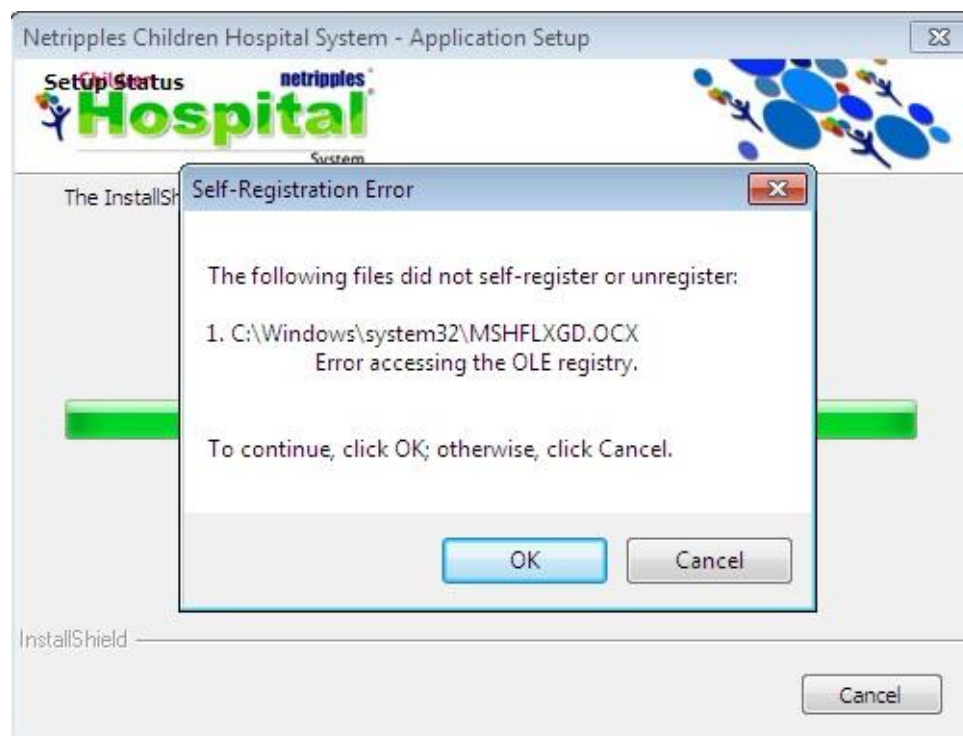 Netripples Children Hospital System - Application Setup
Setup Status
Children
netripples
Hospital
System
The InstallSh
Self-Registration Error
The following files did not self-register or unregister:
1. C:\Windows\system32\MSHFLXGD.OCX
Error accessing the OLE registry.
To continue, click OK; otherwise, click Cancel.
OK
Cancel
InstallShield
Cancel